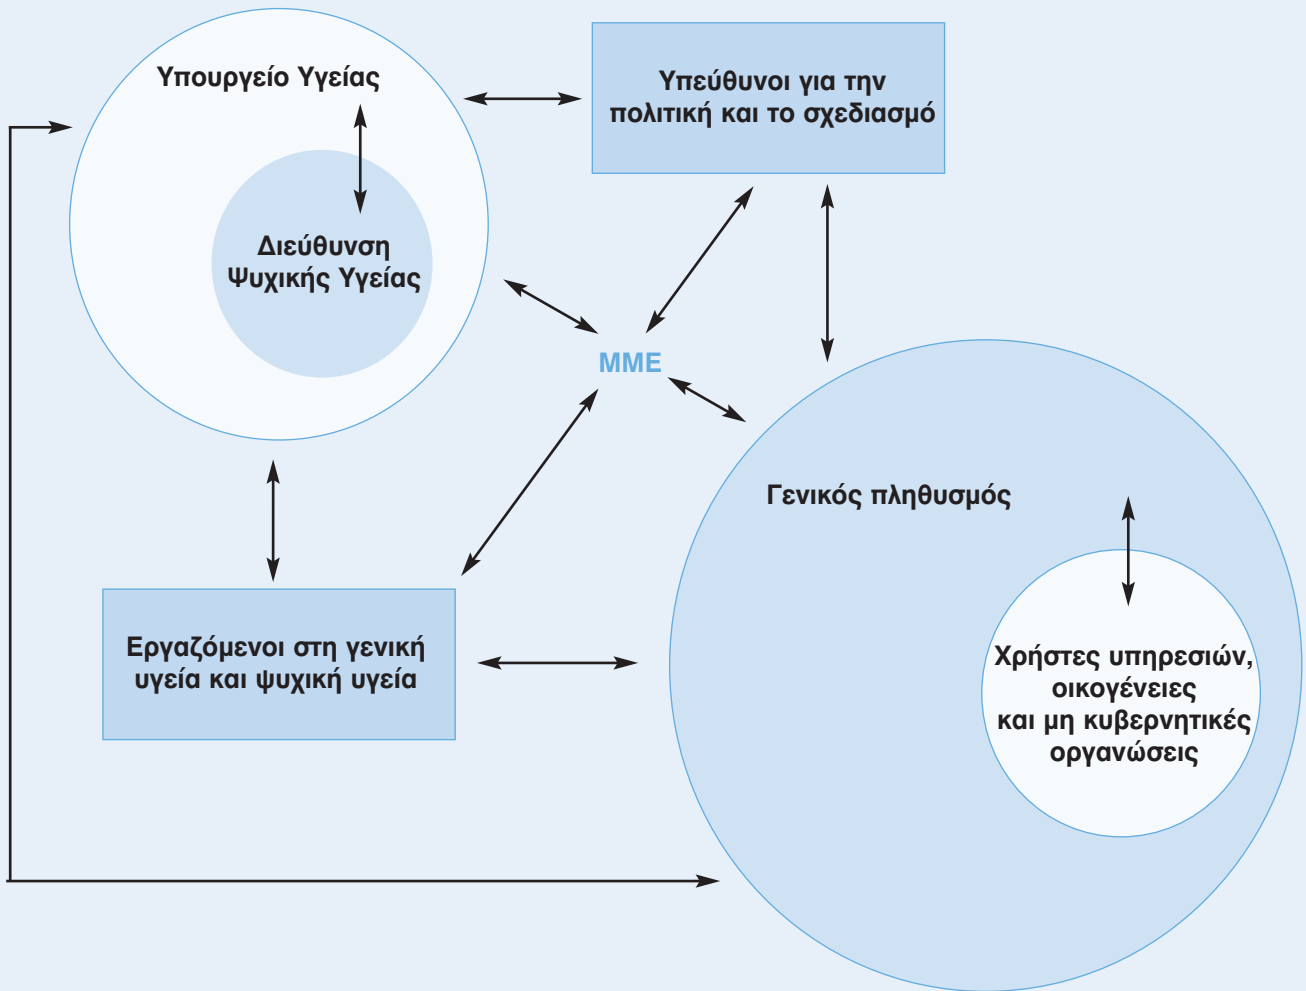 Υπουργείο Υγείας
Υπεύθυνοι για την
πολιτική και το σχεδιασμό
Διεύθυνση
Ψυχικής Υγείας
ΜΜΕ
Γενικός πληθυσμός
Εργαζόμενοι στη γενική
υγεία και ψυχική υγεία
Χρήστες υπηρεσιών,
οικογένειες
και μη κυβερνητικές
οργανώσεις